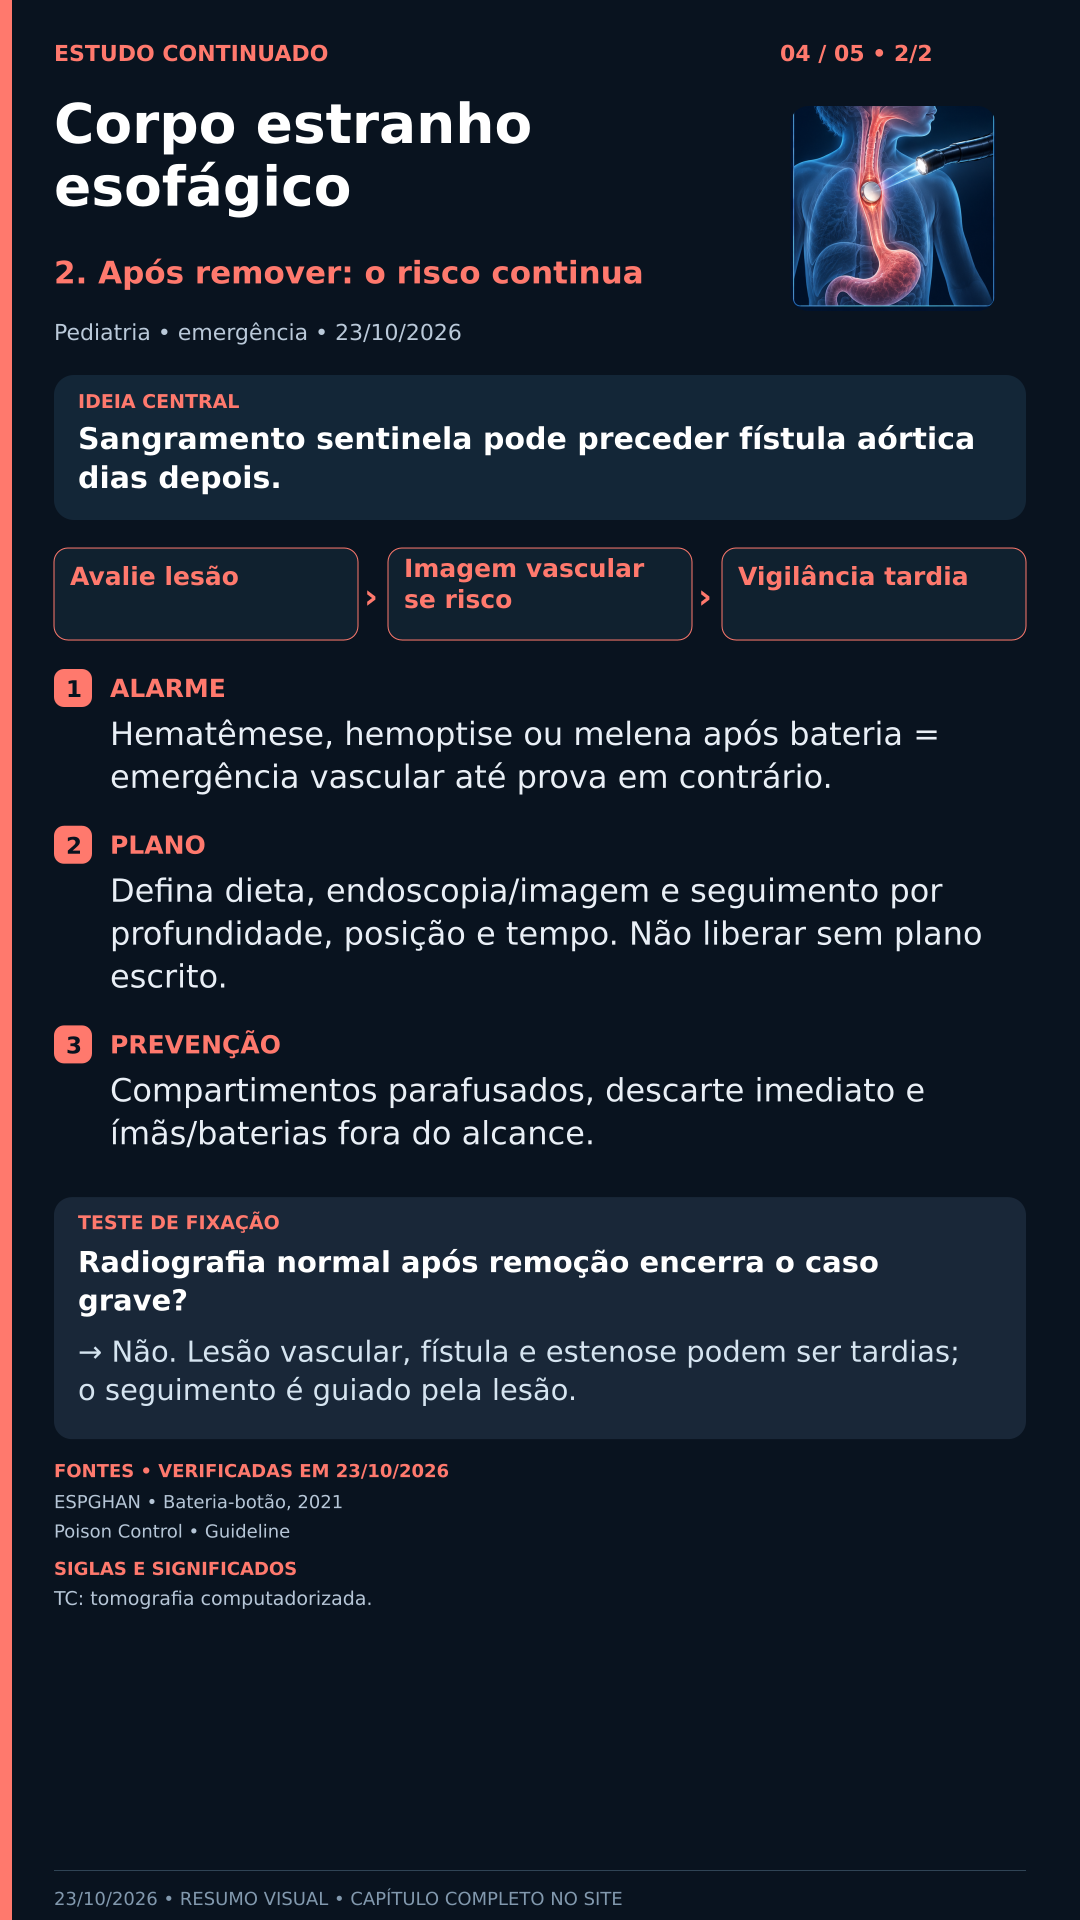 ESTUDO CONTINUADO
04 / 05 • 2/2
Corpo estranho
esofágico
2. Após remover: o risco continua
Pediatria • emergência • 23/10/2026
IDEIA CENTRAL
Sangramento sentinela pode preceder fístula aórtica
dias depois.
Avalie lesão
›
Imagem vascular
se risco
›
Vigilância tardia
1 ALARME
Hematêmese, hemoptise ou melena após bateria =
emergência vascular até prova em contrário.
2 PLANO
Defina dieta, endoscopia/imagem e seguimento por
profundidade, posição e tempo. Não liberar sem plano
escrito.
3 PREVENÇÃO
Compartimentos parafusados, descarte imediato e
ímãs/baterias fora do alcance.
TESTE DE FIXAÇÃO
Radiografia normal após remoção encerra o caso
grave?
→ Não. Lesão vascular, fístula e estenose podem ser tardias;
o seguimento é guiado pela lesão.
FONTES • VERIFICADAS EM 23/10/2026
ESPGHAN • Bateria-botão, 2021
Poison Control • Guideline
SIGLAS E SIGNIFICADOS
TC: tomografia computadorizada.
23/10/2026 • RESUMO VISUAL • CAPÍTULO COMPLETO NO SITE